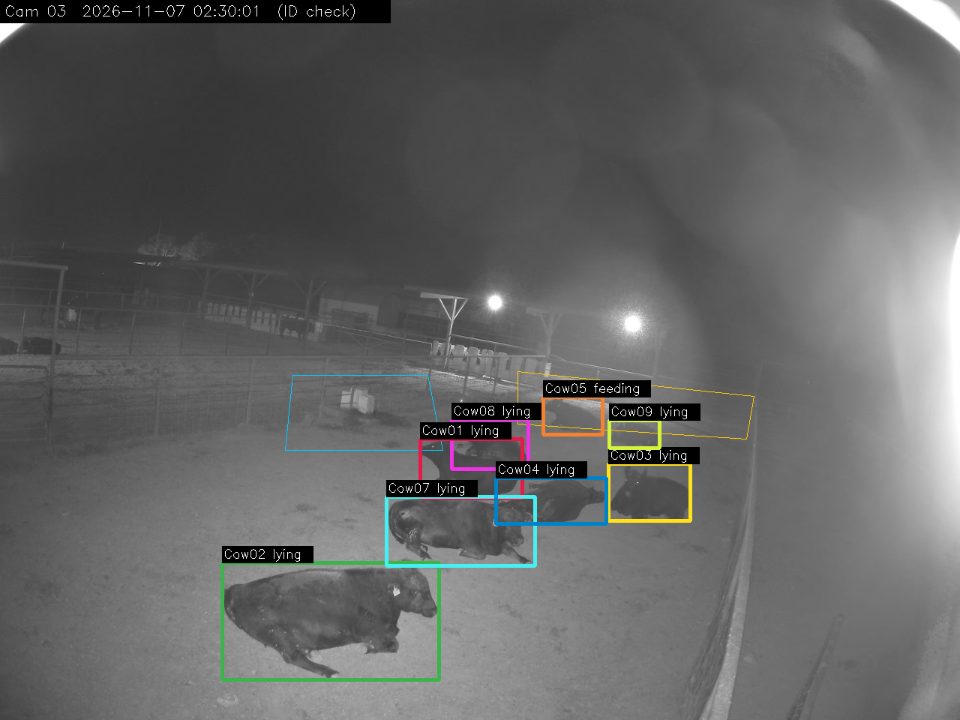 Cam 03  2026-11-07 02:30:01  (ID check)
Cow05 feeding
Cow08 lying
Cow09 lying
Cow01 lying
Cow03 lying
Cow04 lying
Cow07 lying
Cow02 lying